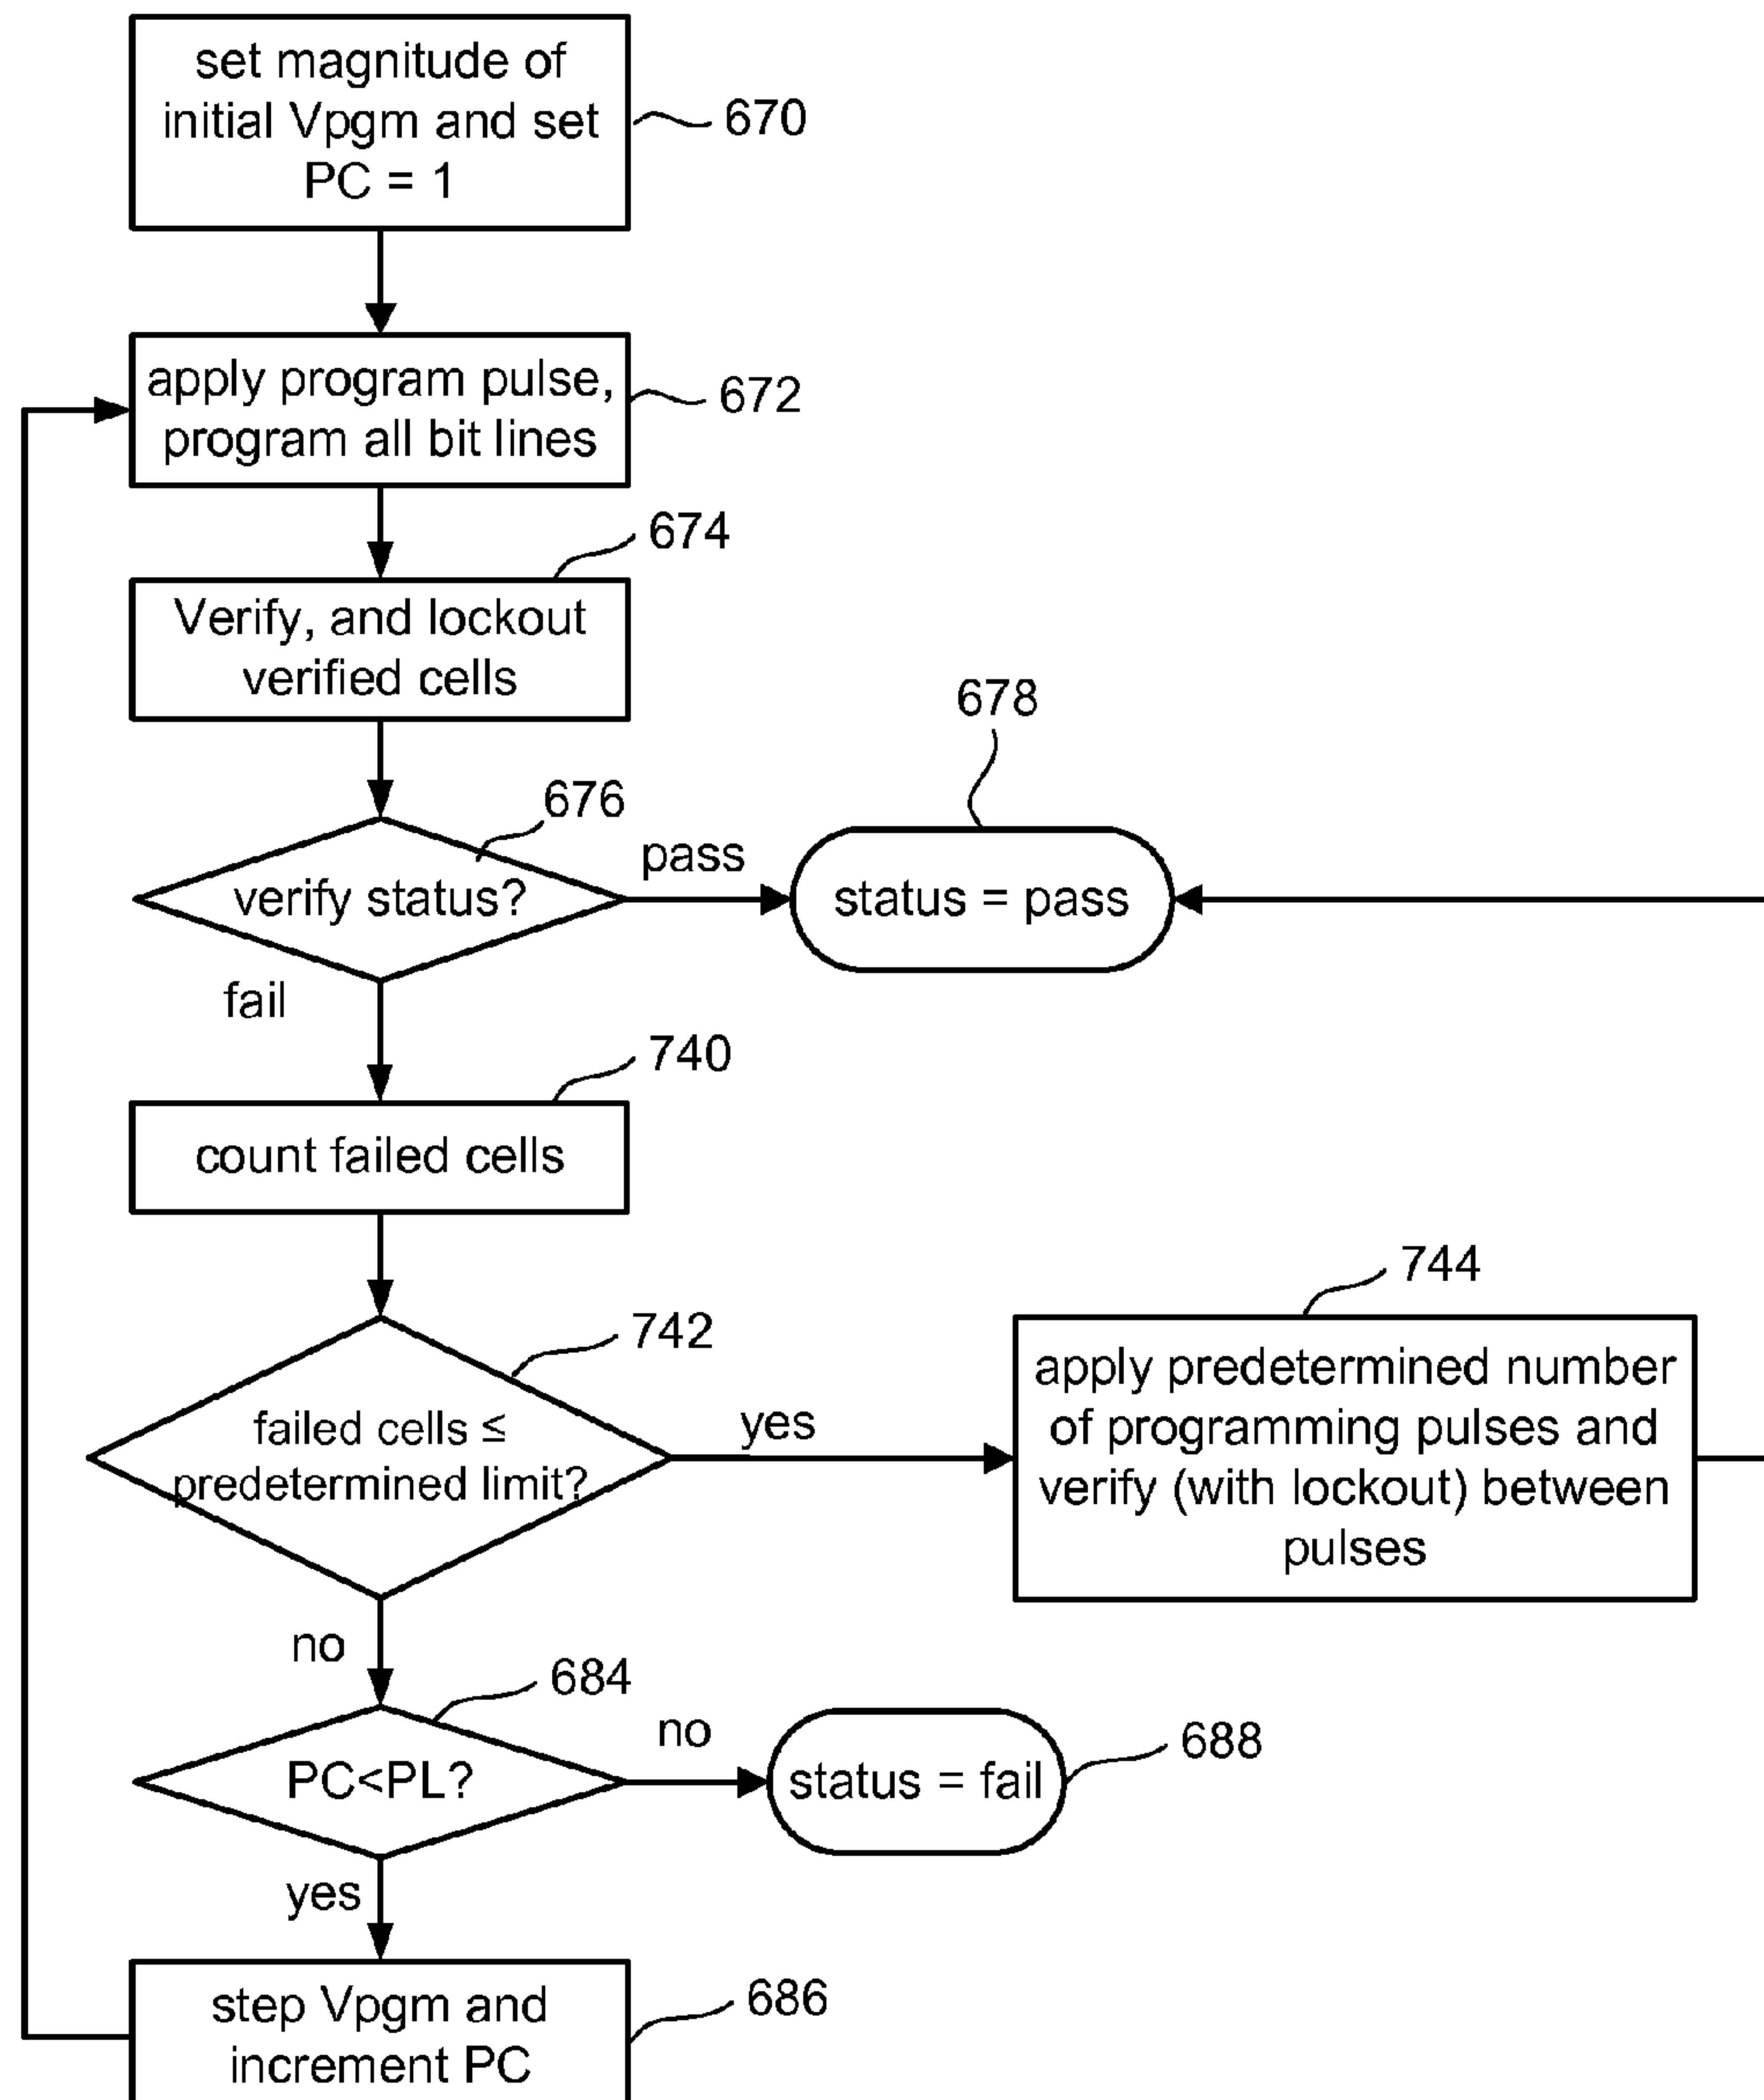 set magnitude of
initial Vpgm and set
PC = 1
670
apply program pulse,
program all bit lines
672
674
Verify, and lockout
verified cells
676
verify status?
pass
678
status = pass
fail
740
count failed cells
742
failed cells ≤
predetermined limit?
yes
744
apply predetermined number
of programming pulses and
verify (with lockout) between
pulses
no
684
PC<PL?
no
status = fail
688
yes
step Vpgm and
increment PC
686